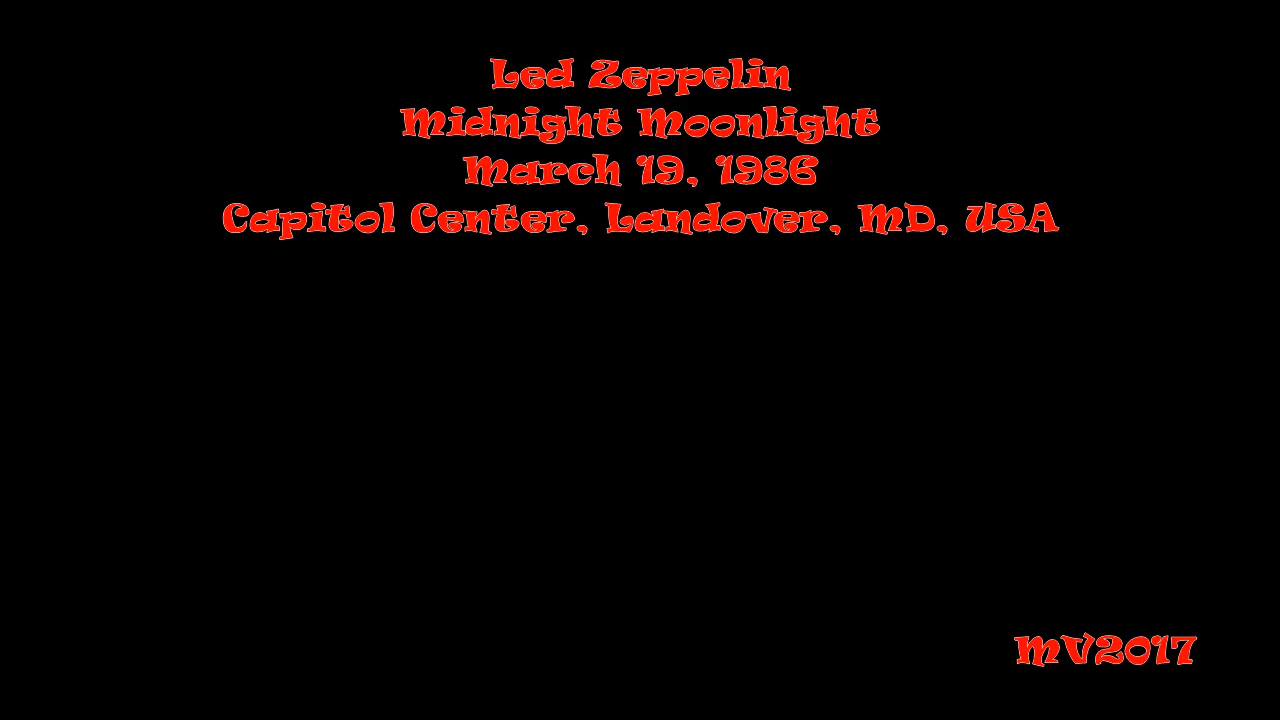 Led Zeppelin
Midnight Moonlight
March 19, 1986
Capitol Center, Landover, MD, USA
MV2017